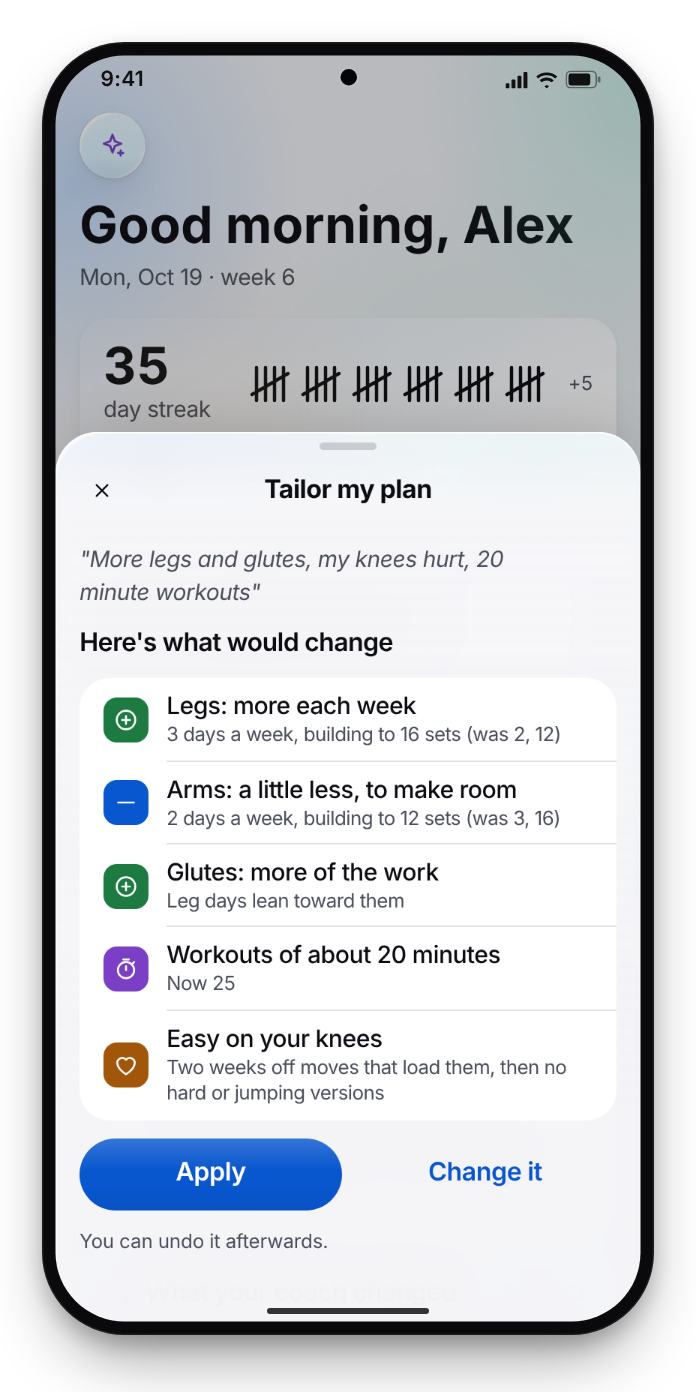 9:41
Good morning, Alex
Mon, Oct 19 · week 6
35
day streak
+5
Tailor my plan
"More legs and glutes, my knees hurt, 20
minute workouts"
Here's what would change
Legs: more each week
3 days a week, building to 16 sets (was 2, 12)
Arms: a little less, to make room
2 days a week, building to 12 sets (was 3, 16)
Glutes: more of the work
Leg days lean toward them
Workouts of about 20 minutes
Now 25
Easy on your knees
Two weeks off moves that load them, then no
hard or jumping versions
Apply
Change it
You can undo it afterwards.
What your coach changed